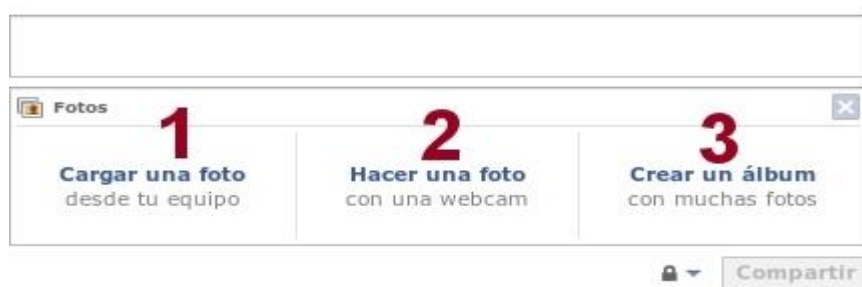 Fotos
1 2 3
Cargar una foto Hacer una foto Crear un álbum
desde tu equipo con una webcam con muchas fotos
Compartir